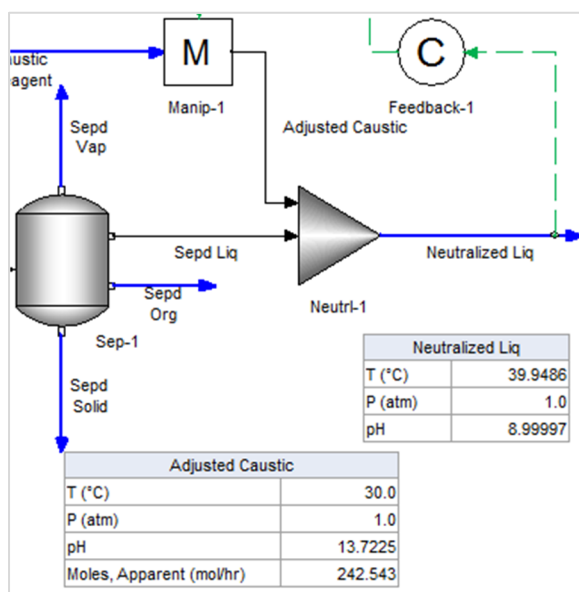 M
C
Manip-1
Feedback-1
Adjusted Caustic
Sepd
Vap
Sepd Liq
Neutralized Liq
Sepd
Org
Neutrl-1
Sep-1
Sepd
Solid
Neutralized Liq
T (°C) 39.9486
P (atm) 1.0
pH 8.99997
Adjusted Caustic
T (°C) 30.0
P (atm) 1.0
pH 13.7225
Moles, Apparent (mol/hr) 242.543